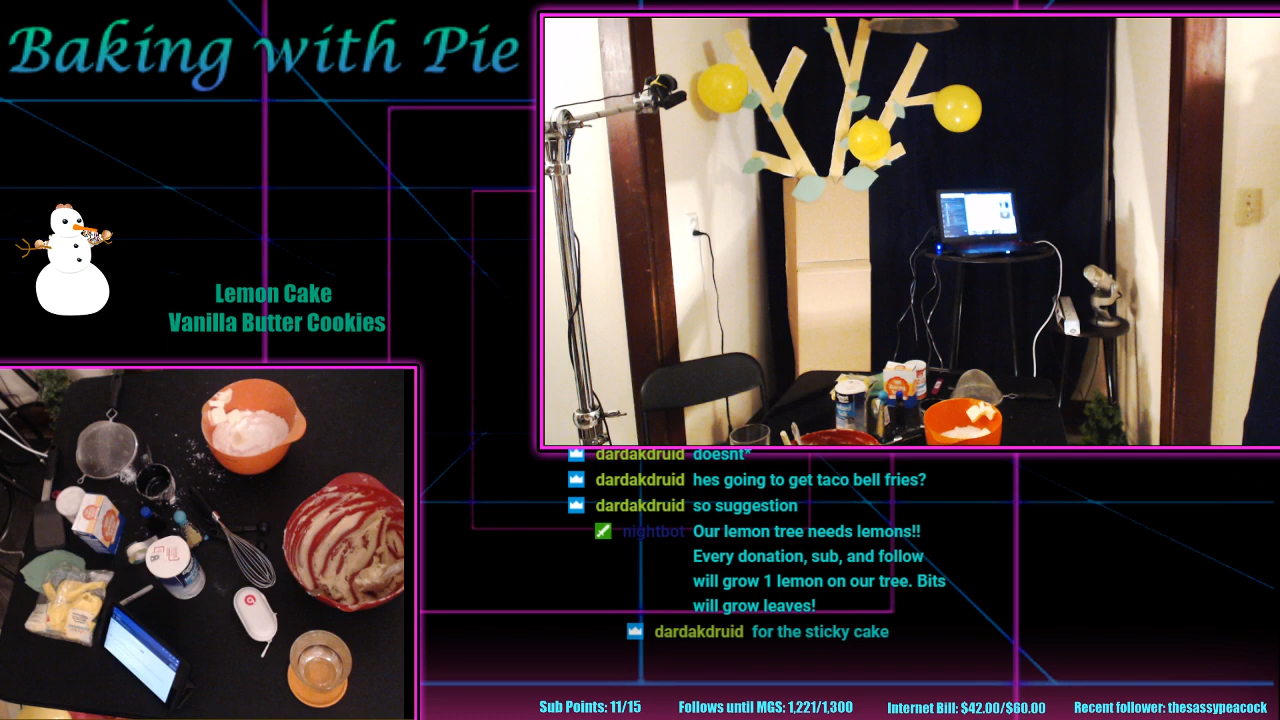 Baking with Pie
Lemon Cake
Vanilla Butter Cookies
dardakdruid doesnt*
dardakdruid hes going to get taco bell fries?
dardakdruid so suggestion
nightbot Our lemon tree needs lemons!!
Every donation, sub, and follow
will grow 1 lemon on our tree. Bits
will grow leaves!
dardakdruid for the sticky cake
Sub Points: 11/15
Follows until MGS: 1,221/1,300
Internet Bill: $42.00/$60.00
Recent follower: thesassypeacock